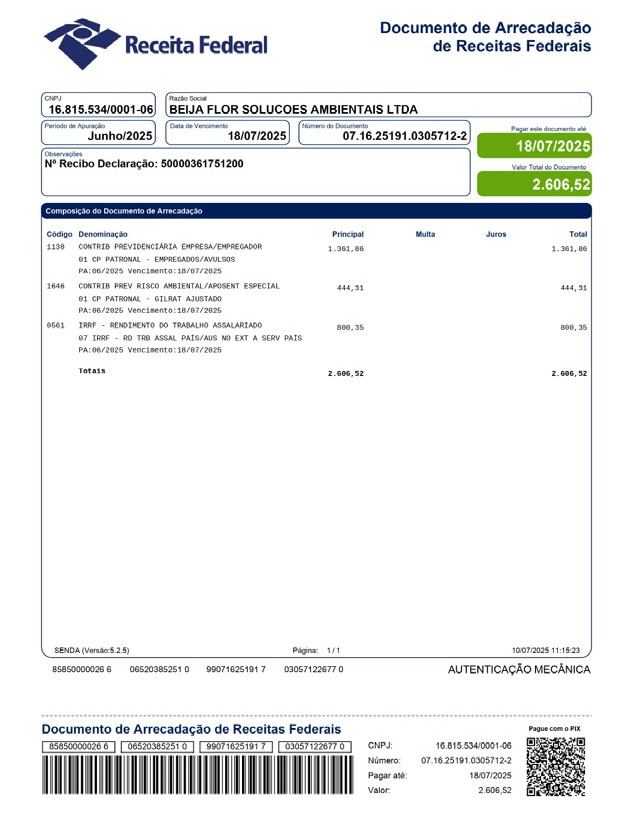 Receita Federal
Documento de Arrecadação
de Receitas Federais
CNPJ
16.815.534/0001-06
Razão Social
BEIJA FLOR SOLUCOES AMBIENTAIS LTDA
Período de Apuração
Junho/2025
Data de Vencimento
18/07/2025
Número do Documento
07.16.25191.0305712-2
Pagar este documento até
18/07/2025
Observações
Nº Recibo Declaração: 50000361751200
Valor Total do Documento
2.606,52
Composição do Documento de Arrecadação
Código Denominação Principal Multa Juros Total
1138 CONTRIB PREVIDENCIÁRIA EMPRESA/EMPREGADOR 1.361,86 1.361,86
01 CP PATRONAL - EMPREGADOS/AVULSOS
PA:06/2025 Vencimento:18/07/2025
1646 CONTRIB PREV RISCO AMBIENTAL/APOSENT ESPECIAL 444,31 444,31
01 CP PATRONAL - GILRAT AJUSTADO
PA:06/2025 Vencimento:18/07/2025
0561 IRRF - RENDIMENTO DO TRABALHO ASSALARIADO 800,35 800,35
07 IRRF - RD TRB ASSAL PAÍS/AUS NO EXT A SERV PAÍS
PA:06/2025 Vencimento:18/07/2025
Totais 2.606,52 2.606,52
SENDA (Versão:5.2.5) Página: 1 / 1 10/07/2025 11:15:23
85850000026 6 06520385251 0 99071625191 7 03057122677 0 AUTENTICAÇÃO MECÂNICA
Documento de Arrecadação de Receitas Federais
Pague com o PIX
85850000026 6 06520385251 0 99071625191 7 03057122677 0
CNPJ: 16.815.534/0001-06
Número: 07.16.25191.0305712-2
Pagar até: 18/07/2025
Valor: 2.606,52